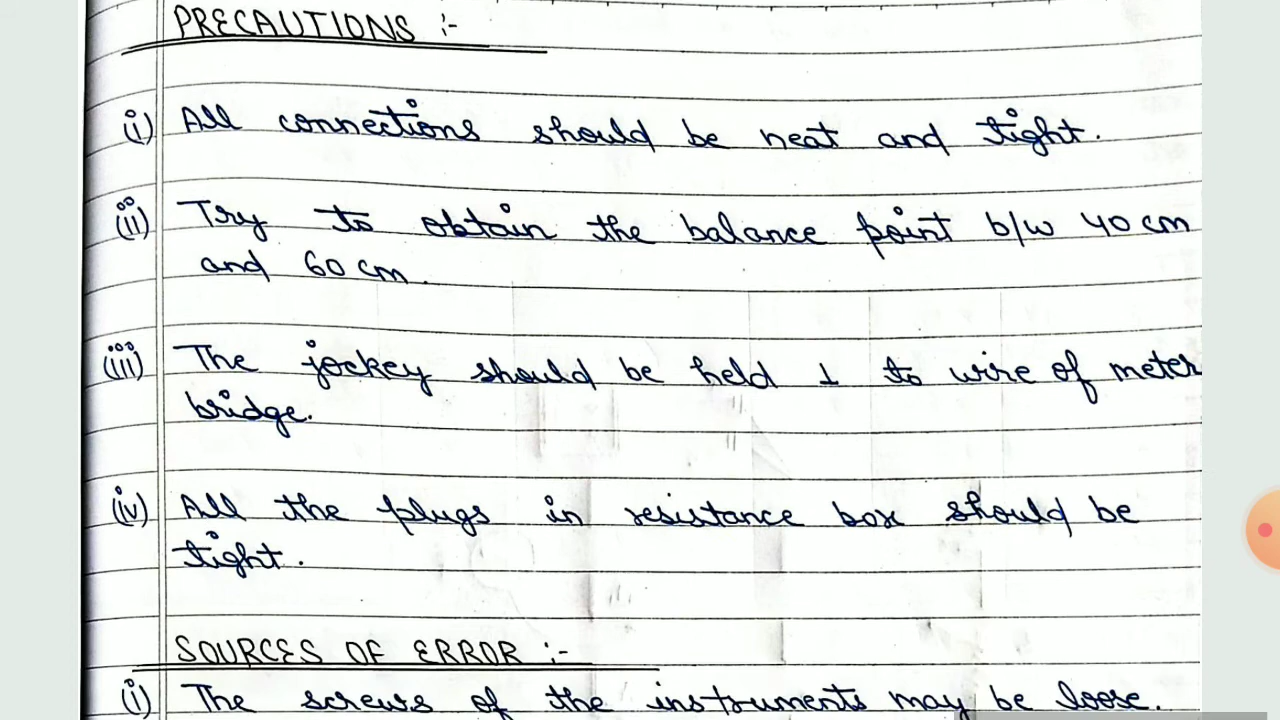 PRECAUTIONS :-
(i) All connections should be neat and tight.
(ii) Try to obtain the balance point b/w 40 cm
and 60 cm.
(iii) The jockey should be held ⊥ to wire of meter
bridge.
(iv) All the plugs in resistance box should be
tight.
SOURCES OF ERROR :-
(i) The screws of the instruments may be loose.